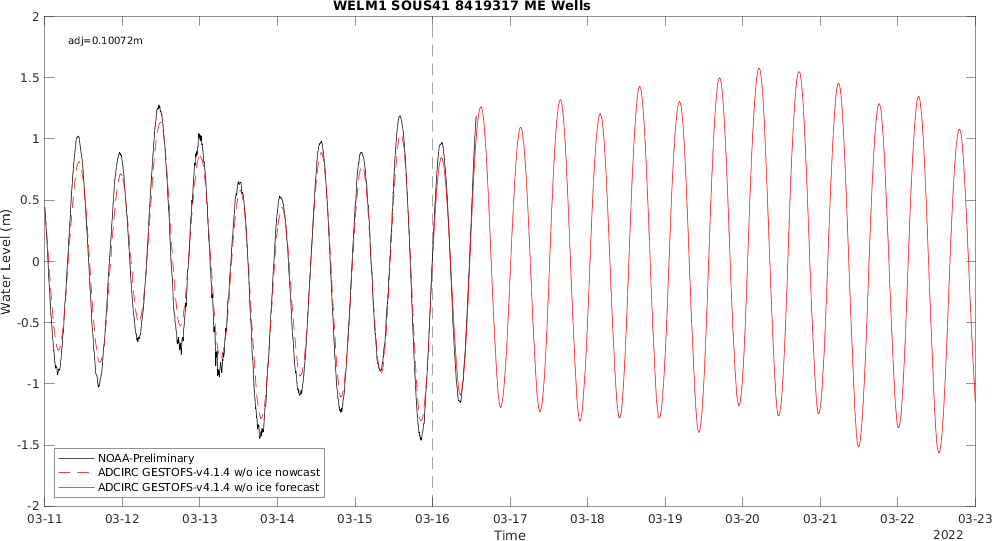 WELM1 SOUS41 8419317 ME Wells
adj=0.10072m
Water Level (m)
2
1.5
1
0.5
0
-0.5
-1
-1.5
-2
NOAA-Preliminary
ADCIRC GESTOFS-v4.1.4 w/o ice nowcast
ADCIRC GESTOFS-v4.1.4 w/o ice forecast
03-11 03-12 03-13 03-14 03-15 03-16 03-17 03-18 03-19 03-20 03-21 03-22 03-23
Time
2022